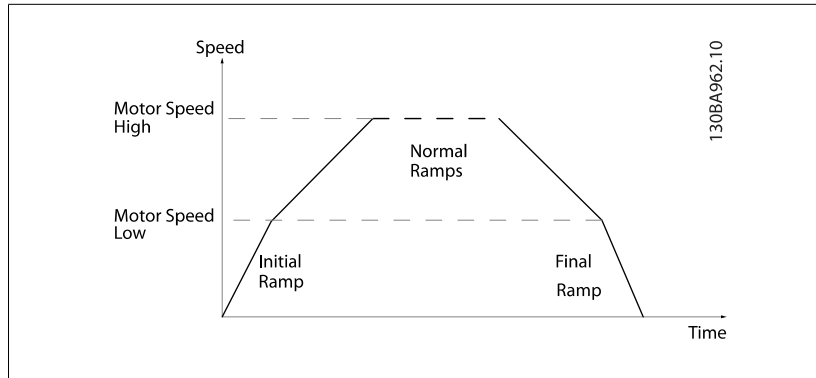 Speed
130BA962.10
Motor Speed
High
Normal
Ramps
Motor Speed
Low
Initial
Ramp
Final
Ramp
Time